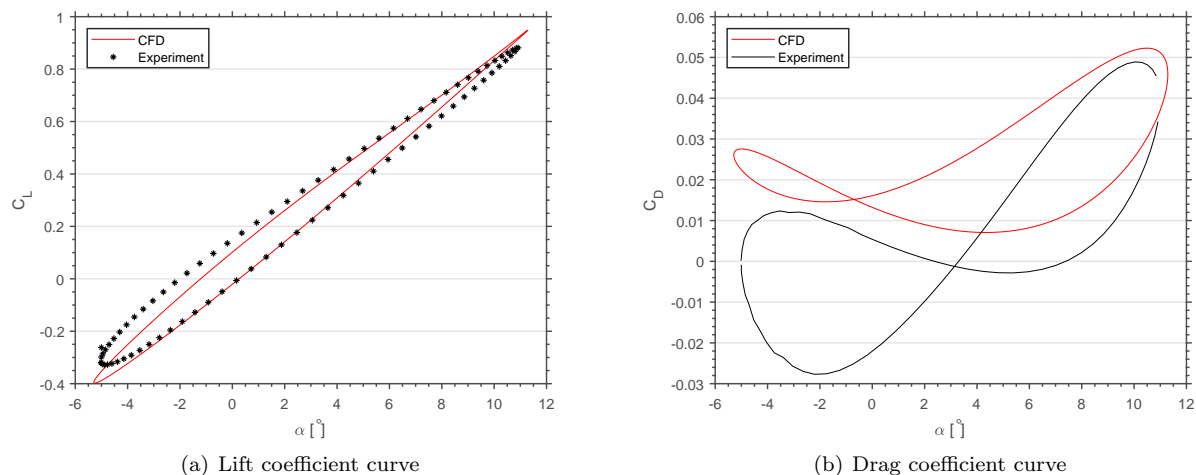 1
0.8
0.6
0.4
0.2
0
-0.2
-0.4
C_L
CFD
Experiment
-6 -4 -2 0 2 4 6 8 10 12
α [°]
(a) Lift coefficient curve
0.06
0.05
0.04
0.03
0.02
0.01
0
-0.01
-0.02
-0.03
C_D
CFD
Experiment
-6 -4 -2 0 2 4 6 8 10 12
α [°]
(b) Drag coefficient curve